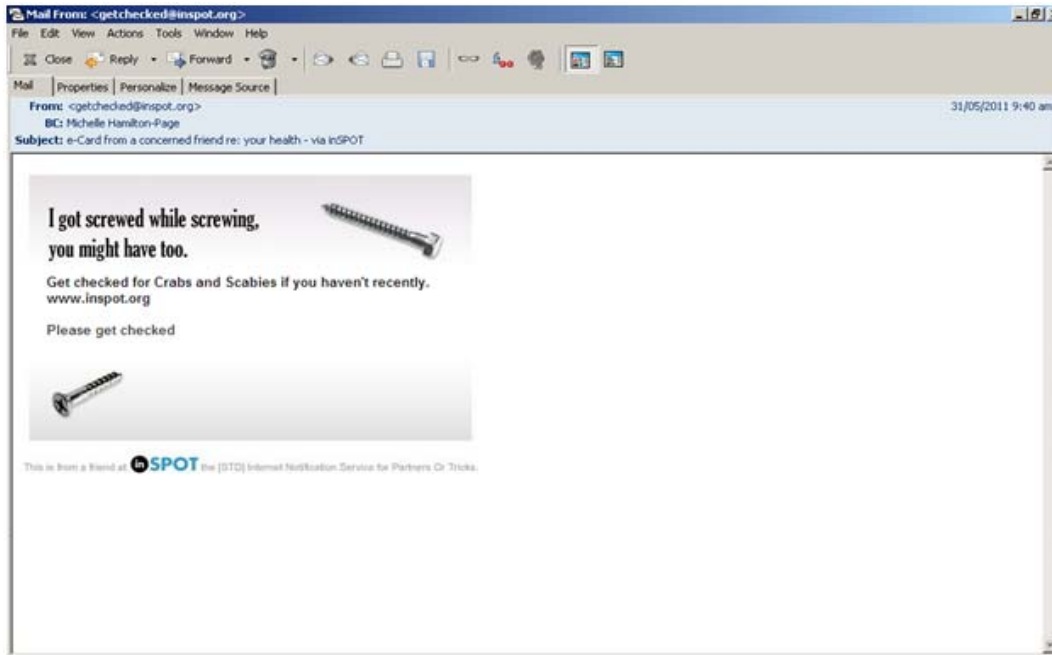 Mail From: <getchecked@inspot.org>
File Edit View Actions Tools Window Help
Close Reply Forward
Mail Properties Personalize Message Source
From: <getchecked@inspot.org> 31/05/2011 9:40 am
BC: Michelle Hamilton-Page
Subject: e-Card from a concerned friend re: your health - via inSPOT
I got screwed while screwing,
you might have too.
Get checked for Crabs and Scabies if you haven't recently.
www.inspot.org
Please get checked
This is from a friend at inSPOT the [STD] Internet Notification Service for Partners Or Tricks.